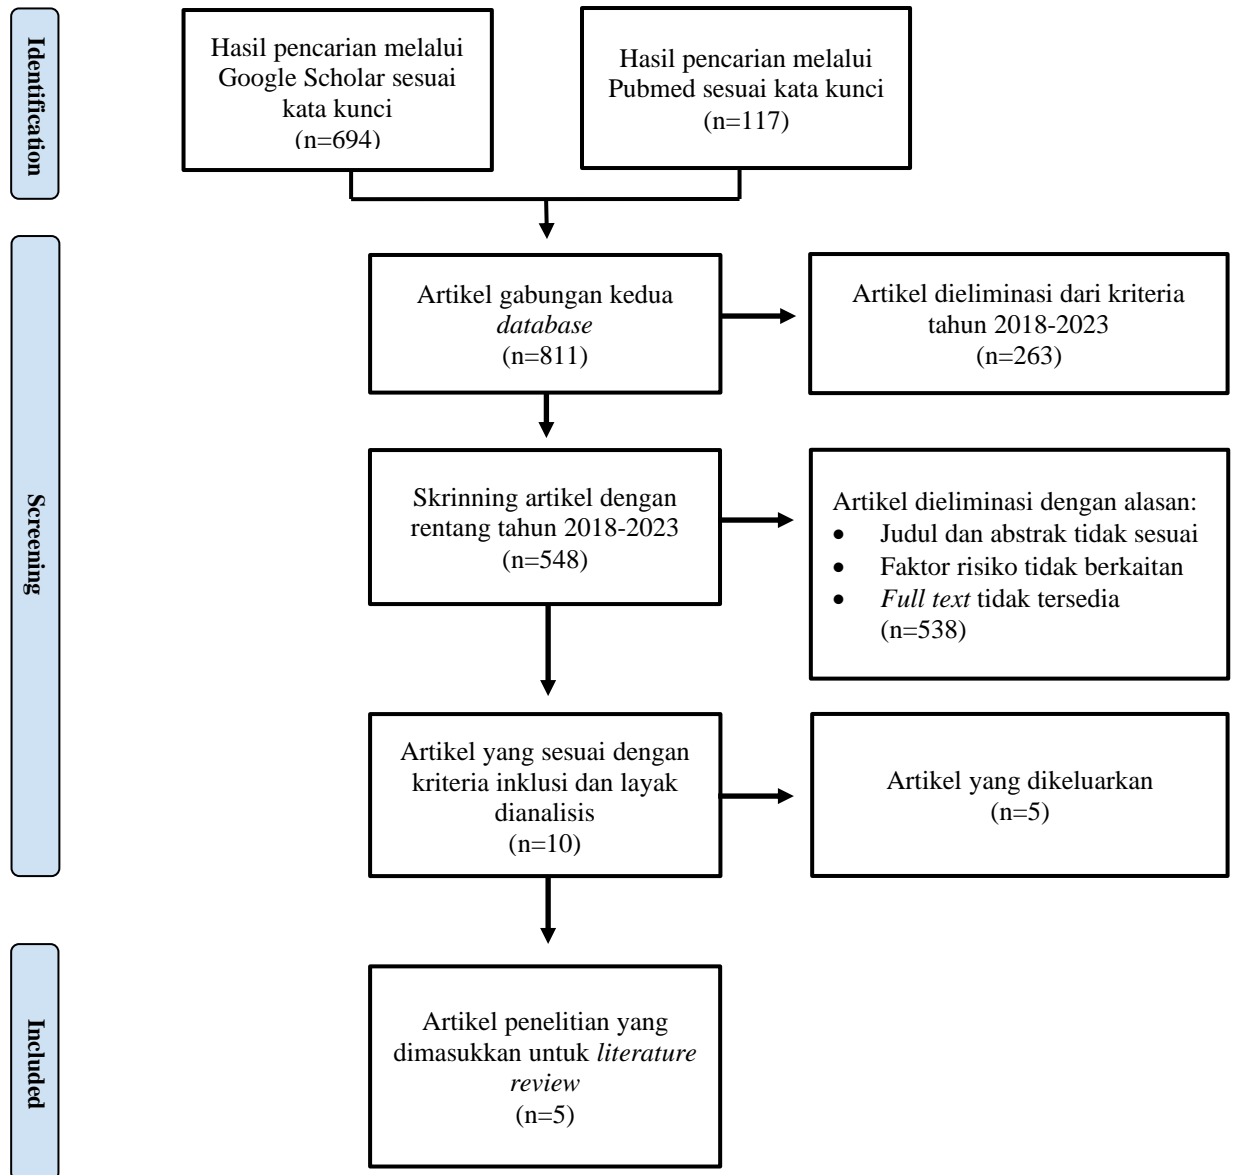 Identification
Hasil pencarian melalui
Google Scholar sesuai
kata kunci
(n=694)
Hasil pencarian melalui
Pubmed sesuai kata kunci
(n=117)
Screening
Artikel gabungan kedua
database
(n=811)
Artikel dieliminasi dari kriteria
tahun 2018-2023
(n=263)
Skrinning artikel dengan
rentang tahun 2018-2023
(n=548)
Artikel dieliminasi dengan alasan:
• Judul dan abstrak tidak sesuai
• Faktor risiko tidak berkaitan
• Full text tidak tersedia
(n=538)
Artikel yang sesuai dengan
kriteria inklusi dan layak
dianalisis
(n=10)
Artikel yang dikeluarkan
(n=5)
Included
Artikel penelitian yang
dimasukkan untuk literature
review
(n=5)